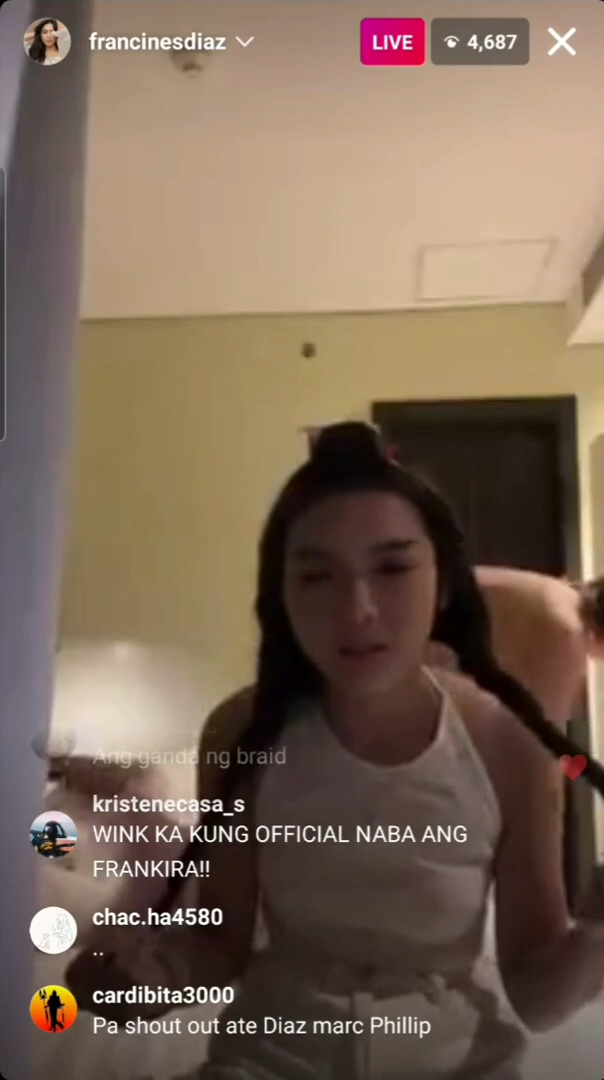 francinesdiaz
LIVE
4,687
Ang ganda ng braid
kristenecasa_s
WINK KA KUNG OFFICIAL NABA ANG
FRANKIRA!!
chac.ha4580
..
cardibita3000
Pa shout out ate Diaz marc Phillip